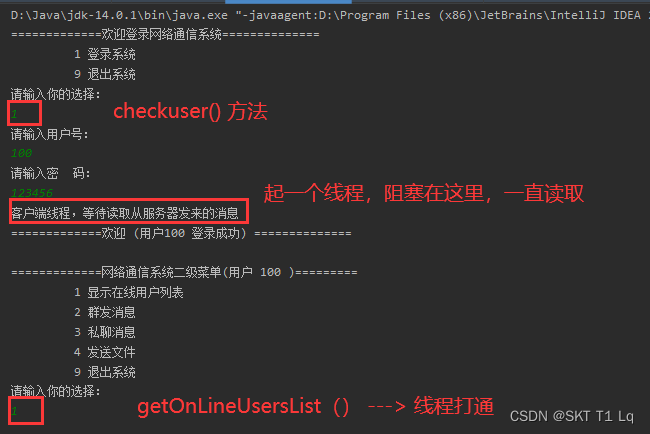 D:\Java\jdk-14.0.1\bin\java.exe "-javaagent:D:\Program Files (x86)\JetBrains\IntelliJ IDEA
=============欢迎登录网络通信系统==============
1 登录系统
9 退出系统
请输入你的选择:
1 checkuser() 方法
请输入用户号:
100
请输入密 码:
123456
起一个线程，阻塞在这里，一直读取
客户端线程，等待读取从服务器发来的消息
=============欢迎 (用户100 登录成功) ==============
=============网络通信系统二级菜单(用户 100 )=========
1 显示在线用户列表
2 群发消息
3 私聊消息
4 发送文件
9 退出系统
请输入你的选择:
1 getOnLineUsersList（） ---> 线程打通
CSDN @SKT T1 Lq